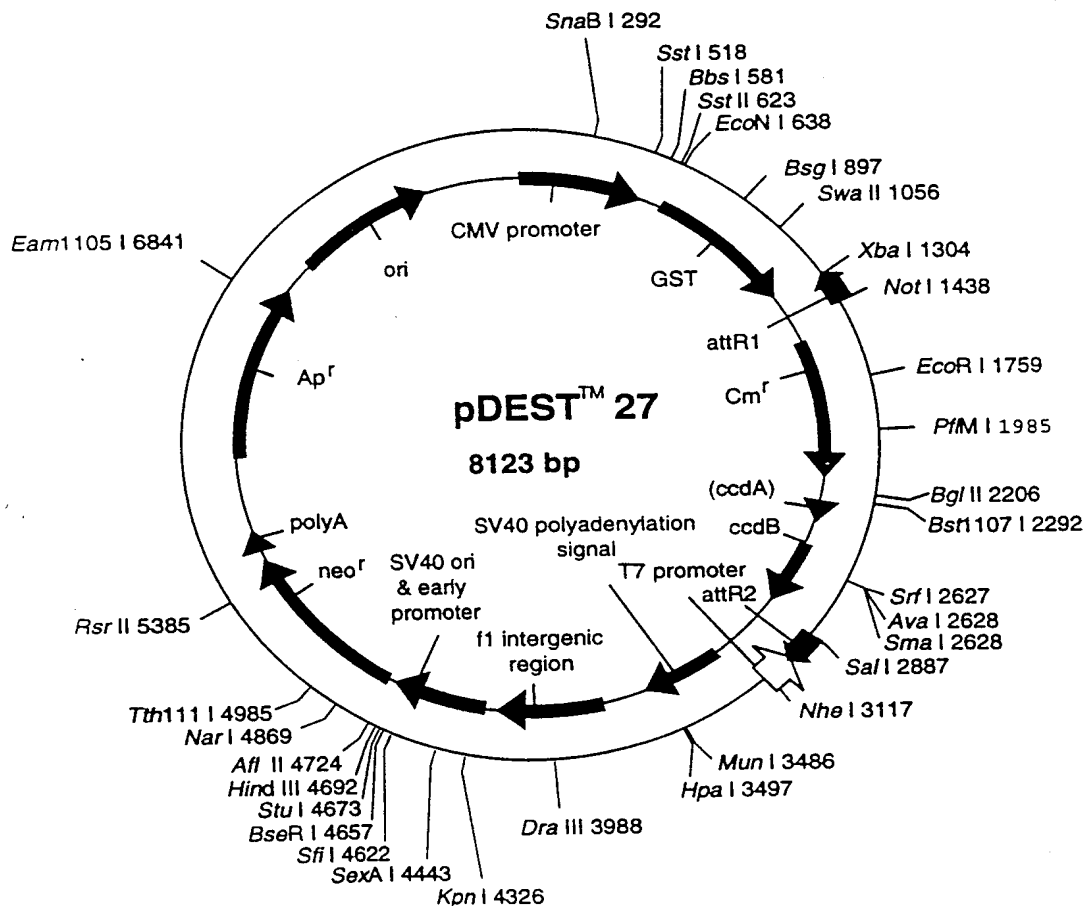 SnaB I 292
Sst I 518
Bbs I 581
Sst II 623
EcoN I 638
Bsg I 897
Swa II 1056
Xba I 1304
Not I 1438
EcoR I 1759
PflM I 1985
Bgl II 2206
Bst1107 I 2292
Srf I 2627
Ava I 2628
Sma I 2628
Sal I 2887
Nhe I 3117
Mun I 3486
Hpa I 3497
Dra III 3988
Kpn I 4326
SexA I 4443
Sfi I 4622
BseR I 4657
Stu I 4673
Hind III 4692
Afl II 4724
Nar I 4869
Tth111 I 4985
Rsr II 5385
Eam1105 I 6841
CMV promoter
GST
attR1
Cmr
(ccdA)
ccdB
attR2
T7 promoter
SV40 polyadenylation
signal
f1 intergenic
region
SV40 ori
& early
promoter
neor
polyA
Apr
ori
pDEST™ 27
8123 bp